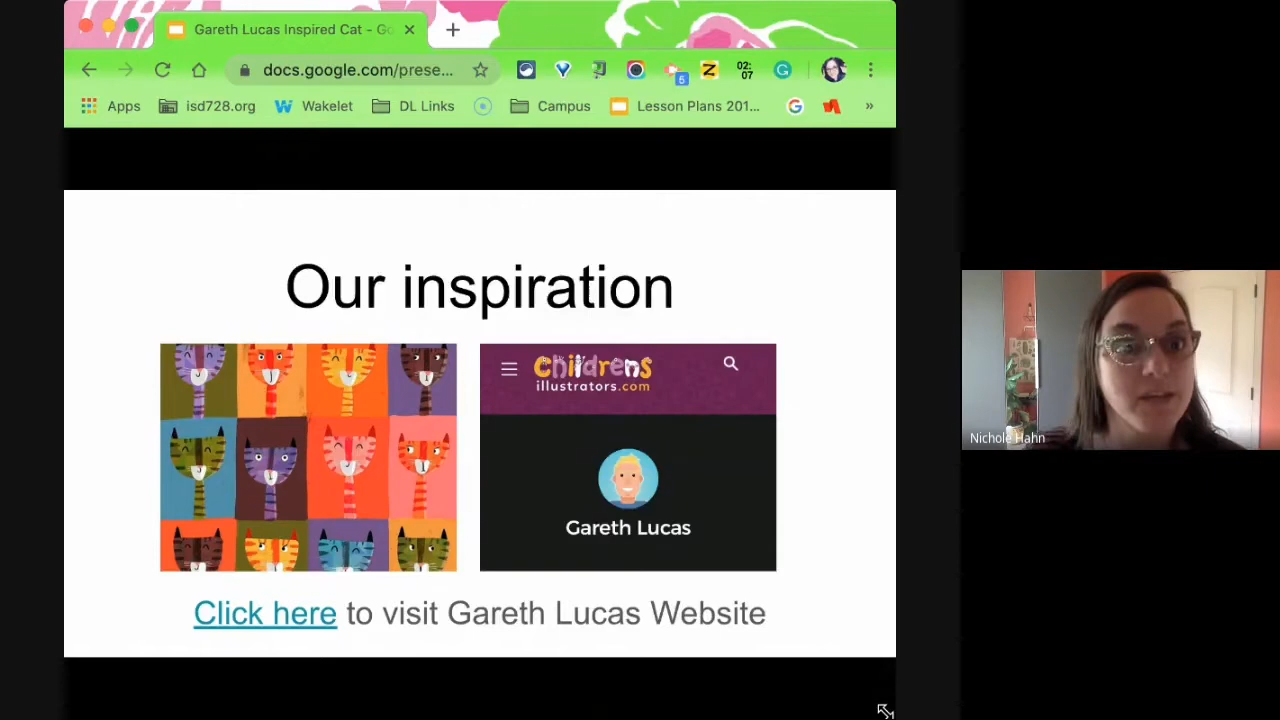 Gareth Lucas Inspired Cat - Go
docs.google.com/prese...
02:
07
5
Z
G
Apps
isd728.org
Wakelet
DL Links
Campus
Lesson Plans 201...
»
Our inspiration
Childrens
illustrators.com
Gareth Lucas
Click here to visit Gareth Lucas Website
Nichole Hahn